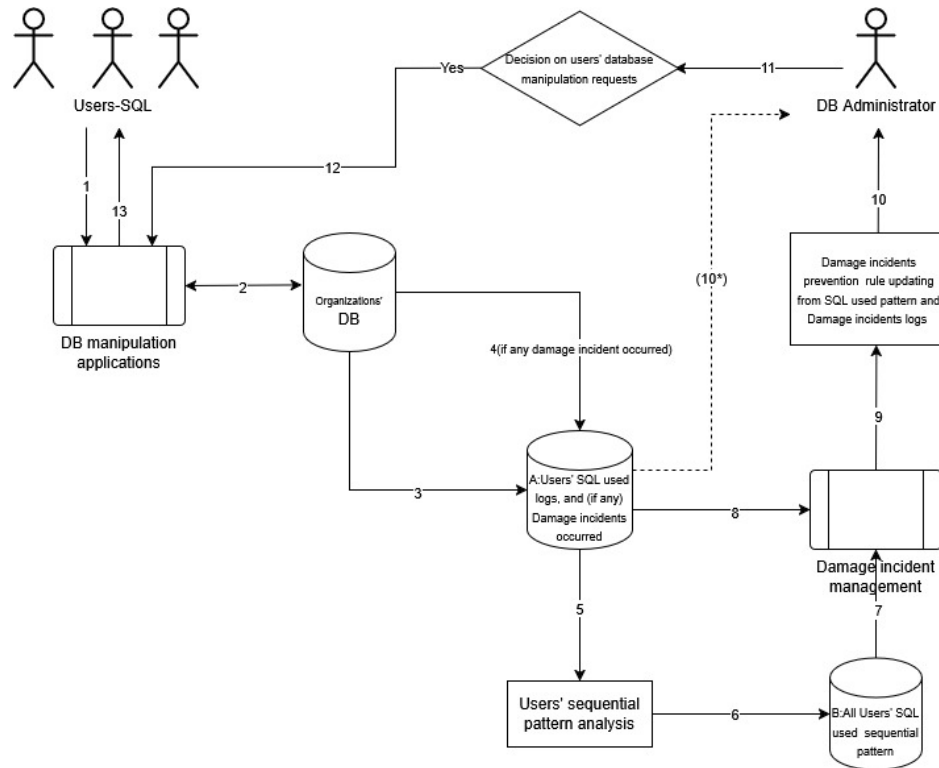 Decision on users' database
manipulation requests
Yes
11
Users-SQL
DB Administrator
12
1
13
10
(10*)
Organizations'
DB
2
DB manipulation
applications
Damage incidents
prevention rule updating
from SQL used pattern and
Damage incidents logs
4(if any damage incident occurred)
9
3
A:Users' SQL used
logs, and (if any)
Damage incidents
occurred
8
Damage incident
management
5
7
Users' sequential
pattern analysis
6
B:All Users' SQL
used sequential
pattern